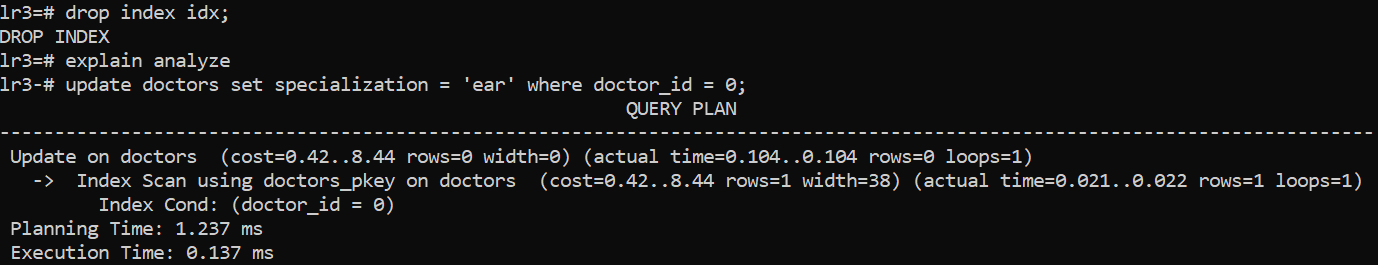 lr3=# drop index idx;
DROP INDEX
lr3=# explain analyze
lr3-# update doctors set specialization = 'ear' where doctor_id = 0;
QUERY PLAN
-----------------------------------------------------------------------------------------------------------------------------
Update on doctors  (cost=0.42..8.44 rows=0 width=0) (actual time=0.104..0.104 rows=0 loops=1)
->  Index Scan using doctors_pkey on doctors  (cost=0.42..8.44 rows=1 width=38) (actual time=0.021..0.022 rows=1 loops=1)
Index Cond: (doctor_id = 0)
Planning Time: 1.237 ms
Execution Time: 0.137 ms